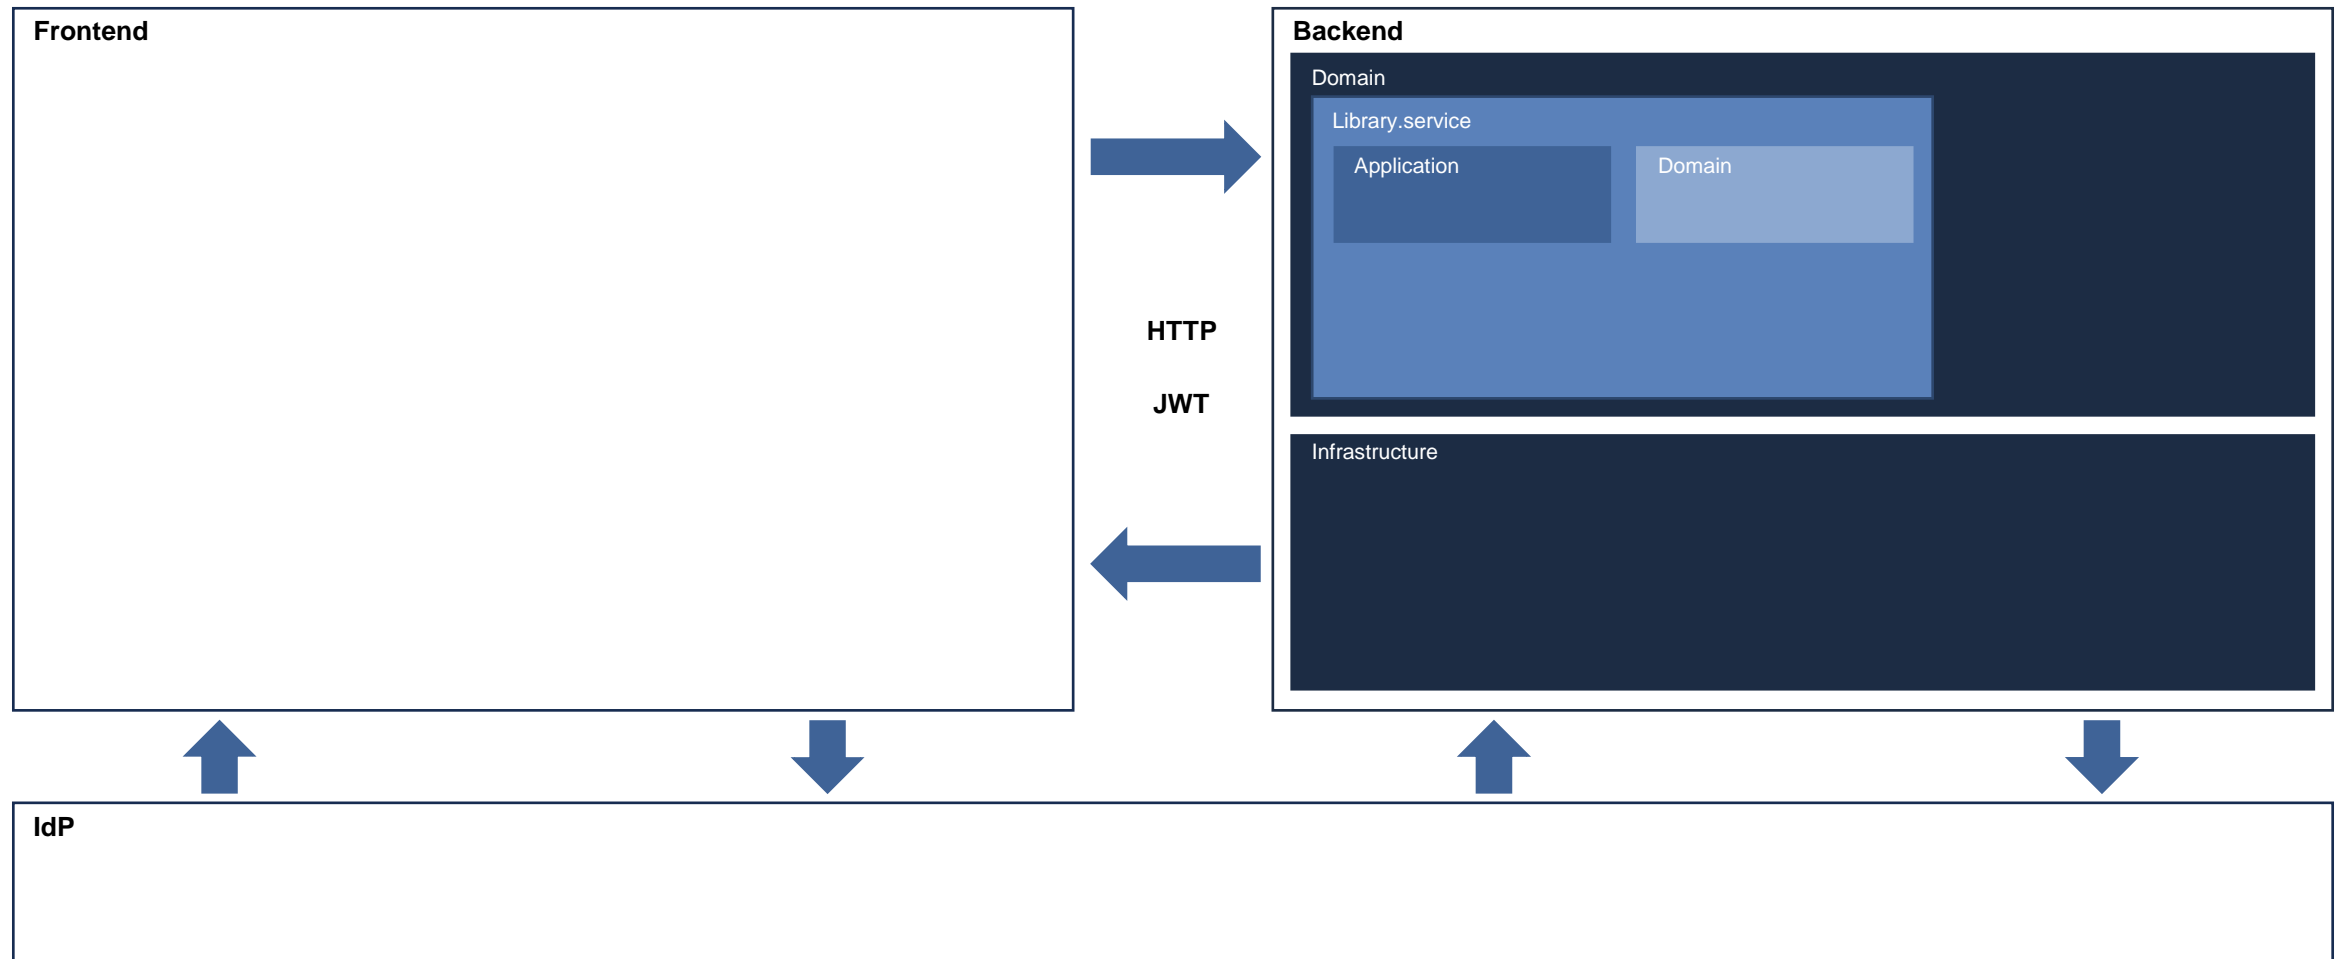 Frontend
Backend
Domain
Library.service
Application
Domain
HTTP
JWT
Infrastructure
IdP